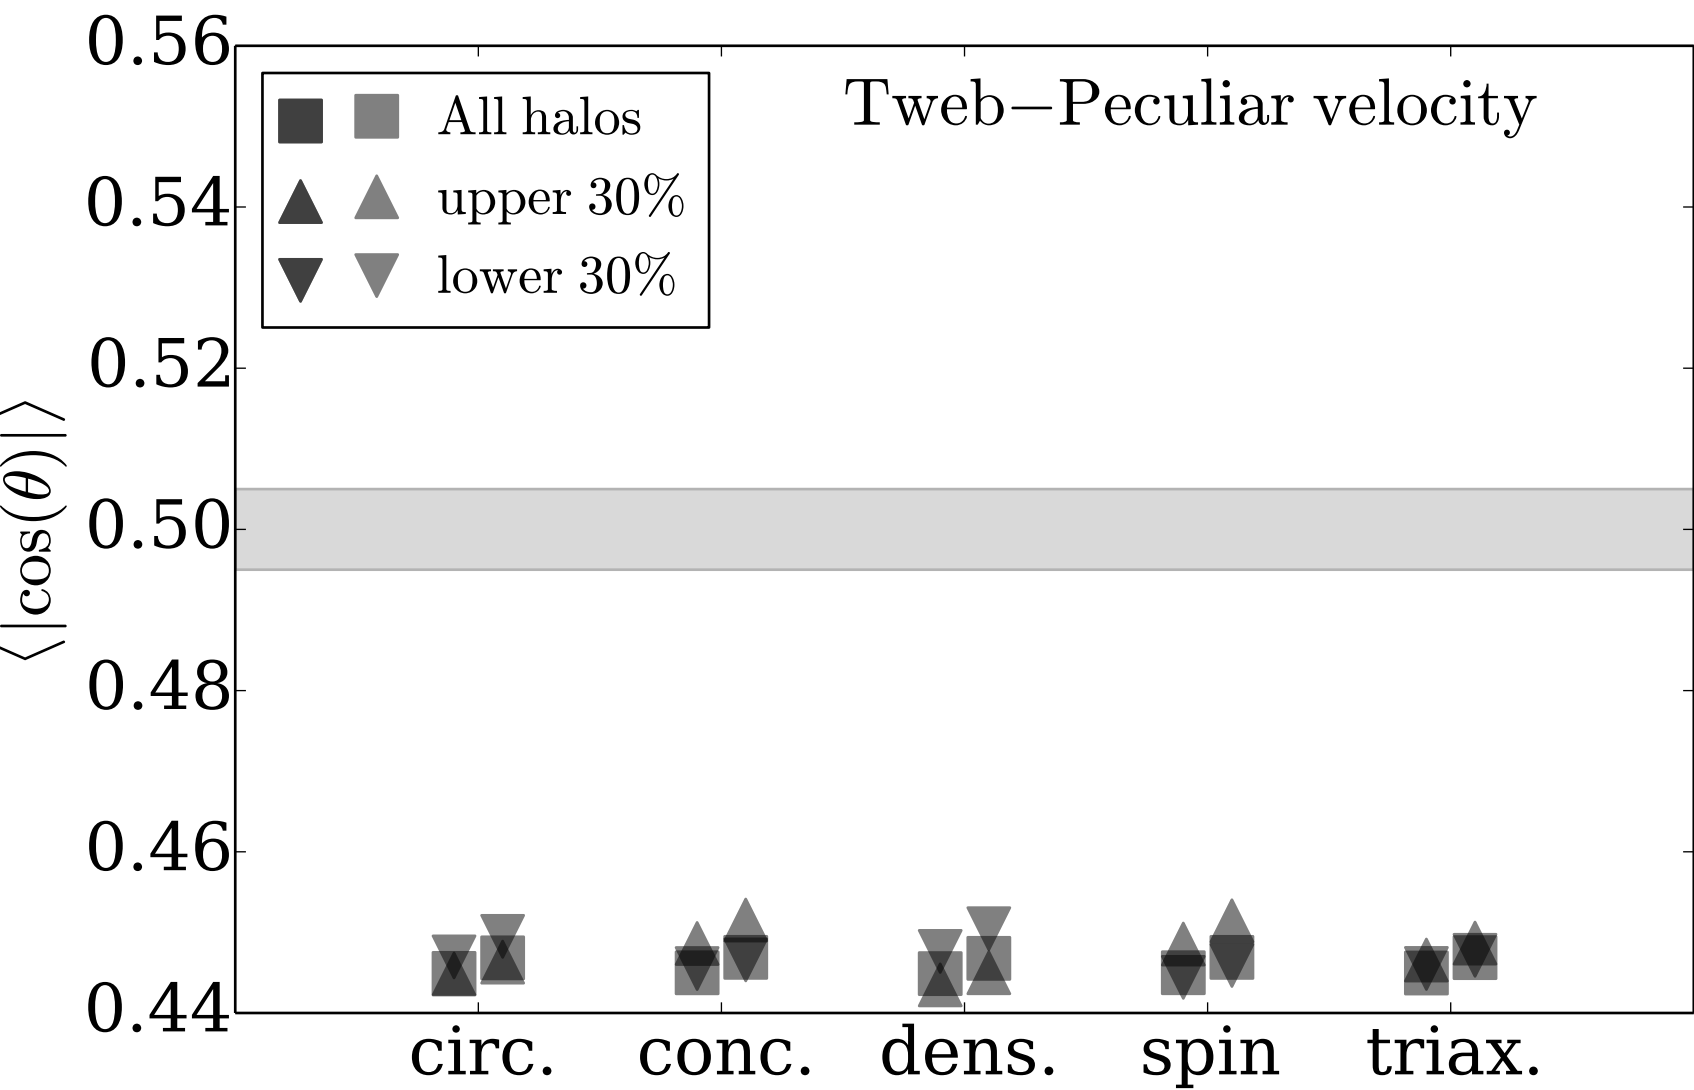 Tweb−Peculiar velocity
All halos
upper 30%
lower 30%
0.56
0.54
0.52
0.50
0.48
0.46
0.44
⟨|cos(θ)|⟩
circ. conc. dens. spin triax.